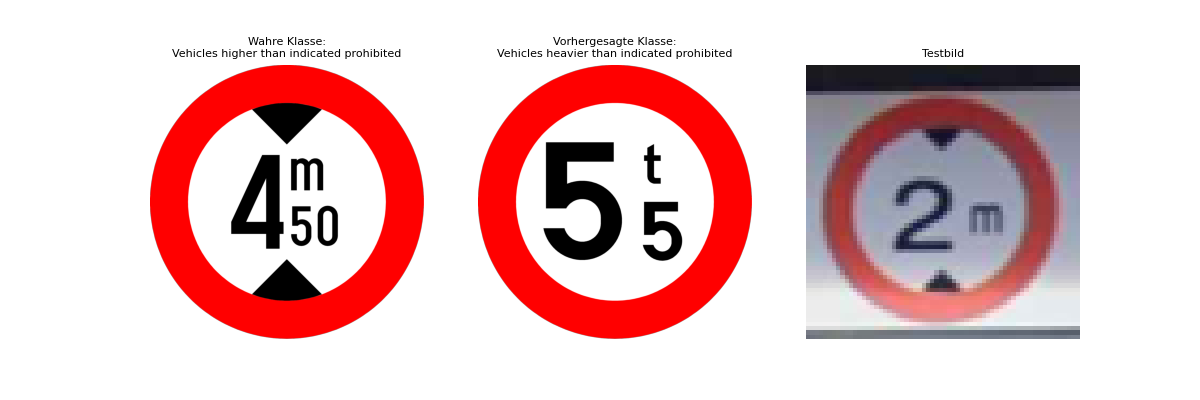 Wahre Klasse:
Vehicles higher than indicated prohibited
4 m
50
Vorhergesagte Klasse:
Vehicles heavier than indicated prohibited
5 t
5
Testbild
2 m